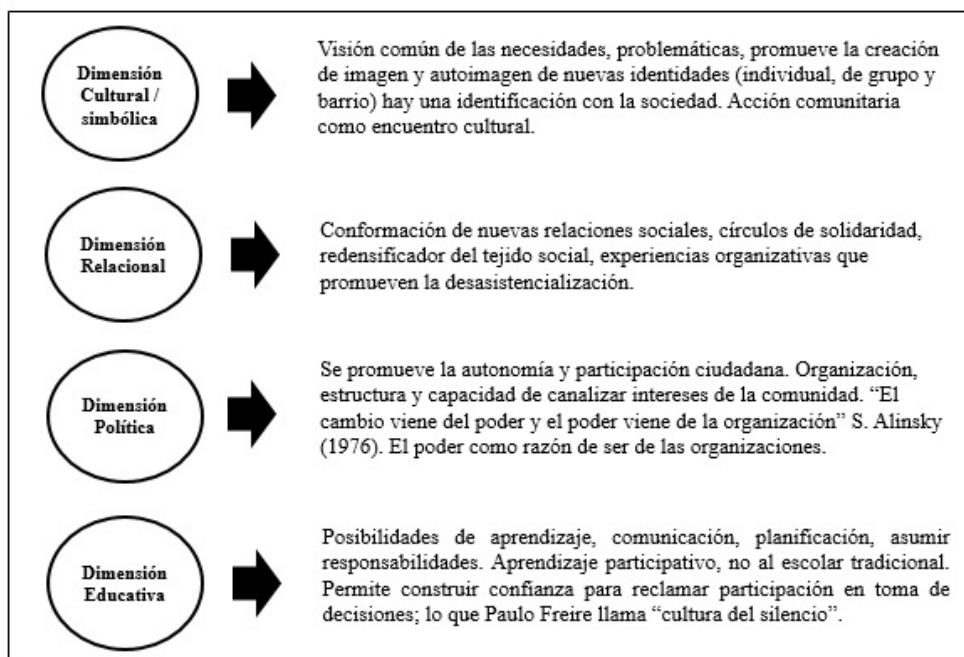 Dimensión
Cultural /
simbólica
Visión común de las necesidades, problemáticas, promueve la creación
de imagen y autoimagen de nuevas identidades (individual, de grupo y
barrio) hay una identificación con la sociedad. Acción comunitaria
como encuentro cultural.
Dimensión
Relacional
Conformación de nuevas relaciones sociales, círculos de solidaridad,
redensificador del tejido social, experiencias organizativas que
promueven la desasistencialización.
Dimensión
Política
Se promueve la autonomía y participación ciudadana. Organización,
estructura y capacidad de canalizar intereses de la comunidad. “El
cambio viene del poder y el poder viene de la organización” S. Alinsky
(1976). El poder como razón de ser de las organizaciones.
Dimensión
Educativa
Posibilidades de aprendizaje, comunicación, planificación, asumir
responsabilidades. Aprendizaje participativo, no al escolar tradicional.
Permite construir confianza para reclamar participación en toma de
decisiones; lo que Paulo Freire llama “cultura del silencio”.